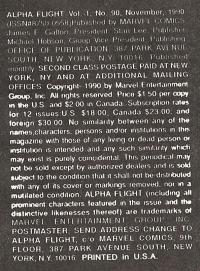 ALPHA FLIGHT Vol. 1, No. 90, November, 1990
Published by MARVEL COMICS
James E. Galton, President. Stan Lee, Publisher.
Michael Hobson, Group Vice President, Publishing
OFFICE OF PUBLICATION: 387 PARK AVENUE
SOUTH, NEW YORK, N.Y. 10016. Published
monthly. SECOND CLASS POSTAGE PAID AT NEW
YORK, NY AND AT ADDITIONAL MAILING
OFFICES. Copyright 1990 by Marvel Entertainment
Group, Inc. All rights reserved. Price $1.50 per copy
in the U.S. and $2.00 in Canada. Subscription rates
for 12 issues U.S. $18.00, Canada $23.00, and
foreign $30.00. No similarity between any of the
names, characters, persons and/or institutions in this
magazine with those of any living or dead person or
institution is intended and any such similarity which
may exist is purely coincidental. This periodical may
not be sold except by authorized dealers and is sold
subject to the condition that it shall not be distributed
with any of its cover or markings removed, nor in a
mutilated condition. ALPHA FLIGHT (including all
prominent characters featured in the issue and the
distinctive likenesses thereof) are trademarks of
MARVEL ENTERTAINMENT GROUP, INC.
POSTMASTER: SEND ADDRESS CHANGE TO
ALPHA FLIGHT, c/o MARVEL COMICS, 9th
FLOOR, 387 PARK AVENUE SOUTH, NEW
YORK, N.Y. 10016. PRINTED in U.S.A.